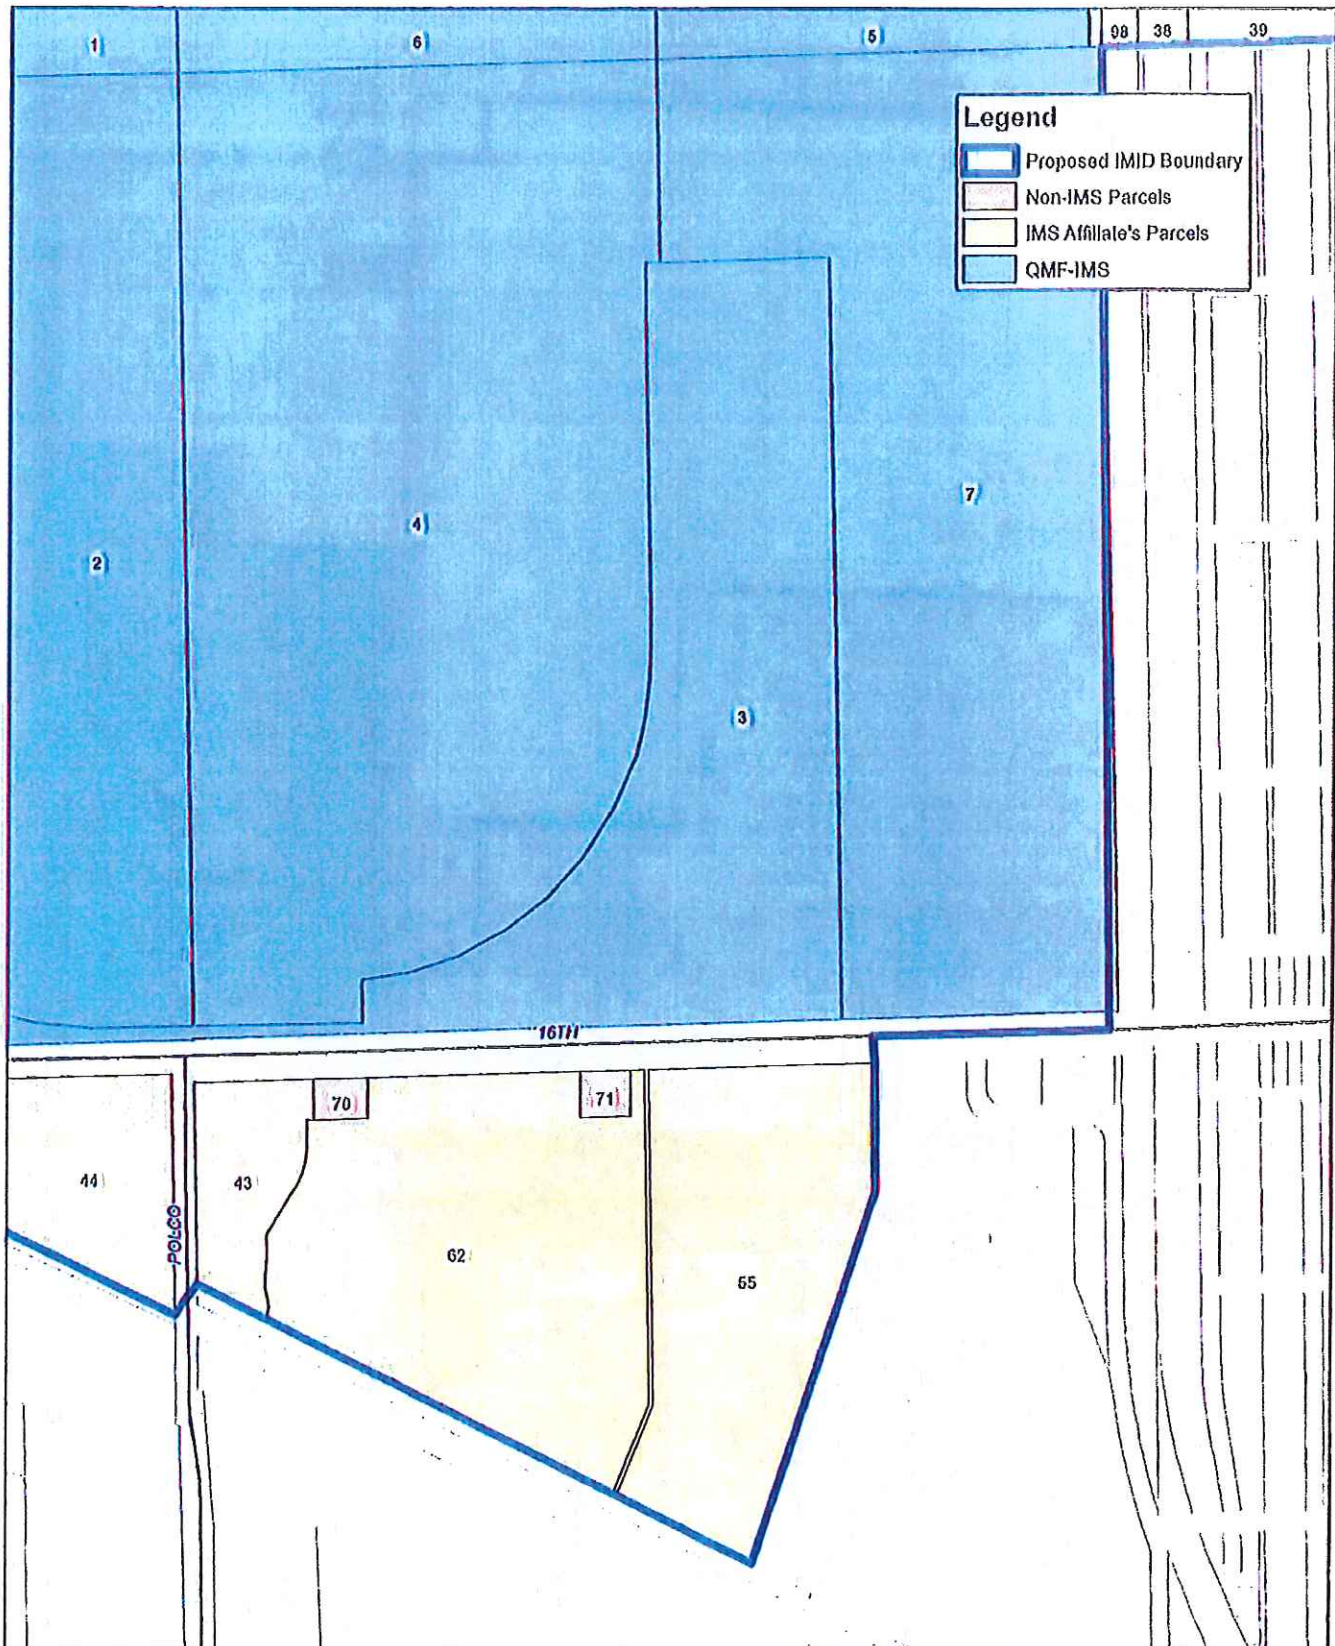 1 6 5 98 38 39
Legend
Proposed IMID Boundary
Non-IMS Parcels
IMS Affiliate's Parcels
QMF-IMS
7
4
2
3
16TH
70 71
44 43
POLCO
62
55